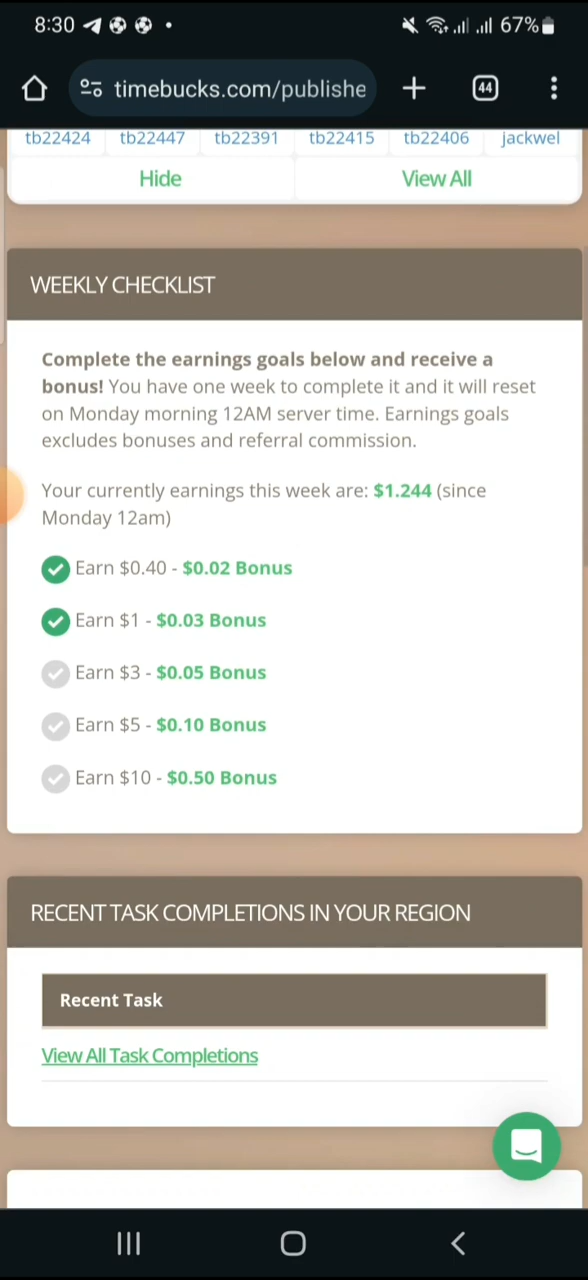 8:30 67%
timebucks.com/publishe 44
tb22424 tb22447 tb22391 tb22415 tb22406 jackwel
Hide View All
WEEKLY CHECKLIST
Complete the earnings goals below and receive a
bonus! You have one week to complete it and it will reset
on Monday morning 12AM server time. Earnings goals
excludes bonuses and referral commission.
Your currently earnings this week are: $1.244 (since
Monday 12am)
Earn $0.40 - $0.02 Bonus
Earn $1 - $0.03 Bonus
Earn $3 - $0.05 Bonus
Earn $5 - $0.10 Bonus
Earn $10 - $0.50 Bonus
RECENT TASK COMPLETIONS IN YOUR REGION
Recent Task
View All Task Completions